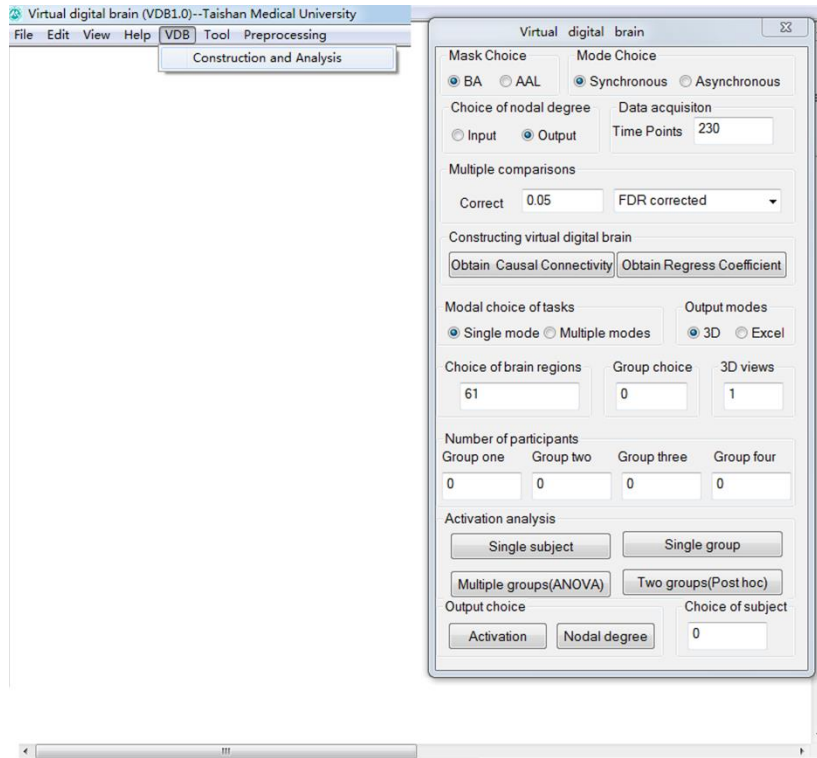 Virtual digital brain (VDB1.0)--Taishan Medical University
File Edit View Help VDB Tool Preprocessing
Construction and Analysis
Virtual digital brain
Mask Choice Mode Choice
BA AAL Synchronous Asynchronous
Choice of nodal degree Data acquisiton
Input Output Time Points 230
Multiple comparisons
Correct 0.05 FDR corrected
Constructing virtual digital brain
Obtain Causal Connectivity Obtain Regress Coefficient
Modal choice of tasks Output modes
Single mode Multiple modes 3D Excel
Choice of brain regions Group choice 3D views
61 0 1
Number of participants
Group one Group two Group three Group four
0 0 0 0
Activation analysis
Single subject Single group
Multiple groups(ANOVA) Two groups(Post hoc)
Output choice Choice of subject
Activation Nodal degree 0